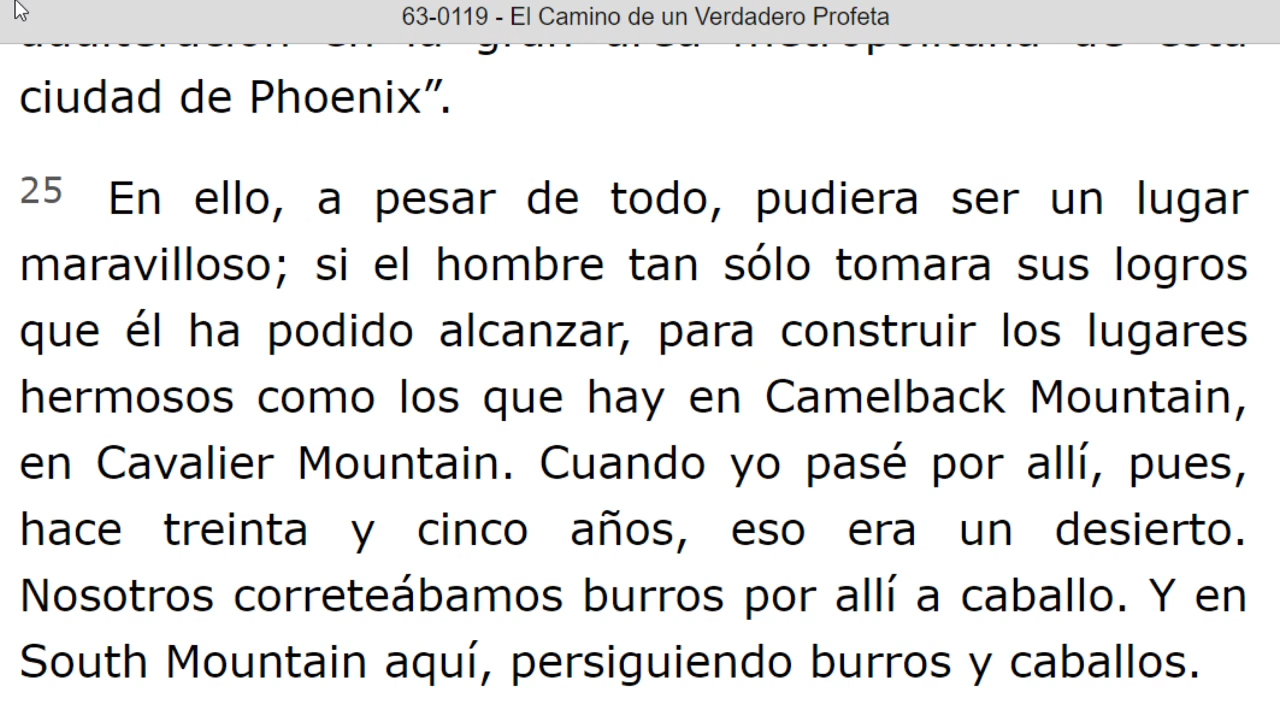 63-0119 - El Camino de un Verdadero Profeta
ciudad de Phoenix”.
25 En ello, a pesar de todo, pudiera ser un lugar
maravilloso; si el hombre tan sólo tomara sus logros
que él ha podido alcanzar, para construir los lugares
hermosos como los que hay en Camelback Mountain,
en Cavalier Mountain. Cuando yo pasé por allí, pues,
hace treinta y cinco años, eso era un desierto.
Nosotros correteábamos burros por allí a caballo. Y en
South Mountain aquí, persiguiendo burros y caballos.